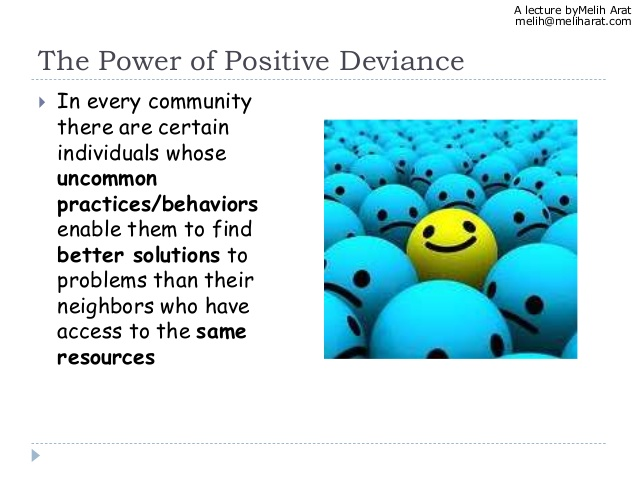 A lecture byMelih Arat
melih@meliharat.com
The Power of Positive Deviance
In every community
there are certain
individuals whose
uncommon
practices/behaviors
enable them to find
better solutions to
problems than their
neighbors who have
access to the same
resources